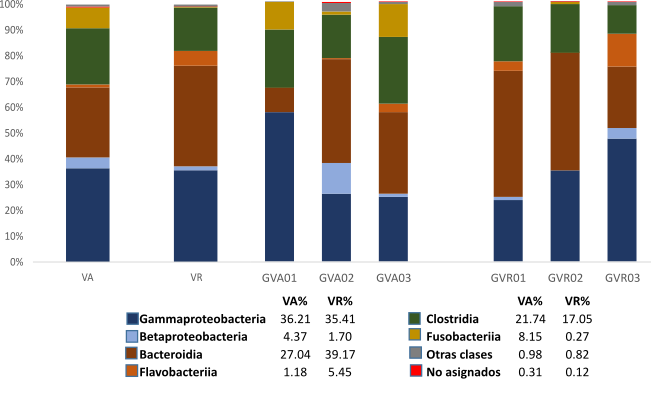 100%
90%
80%
70%
60%
50%
40%
30%
20%
10%
0%
VA VR GVA01 GVA02 GVA03 GVR01 GVR02 GVR03
VA% VR% VA% VR%
Gammaproteobacteria 36.21 35.41 Clostridia 21.74 17.05
Betaproteobacteria 4.37 1.70 Fusobacteriia 8.15 0.27
Bacteroidia 27.04 39.17 Otras clases 0.98 0.82
Flavobacteriia 1.18 5.45 No asignados 0.31 0.12